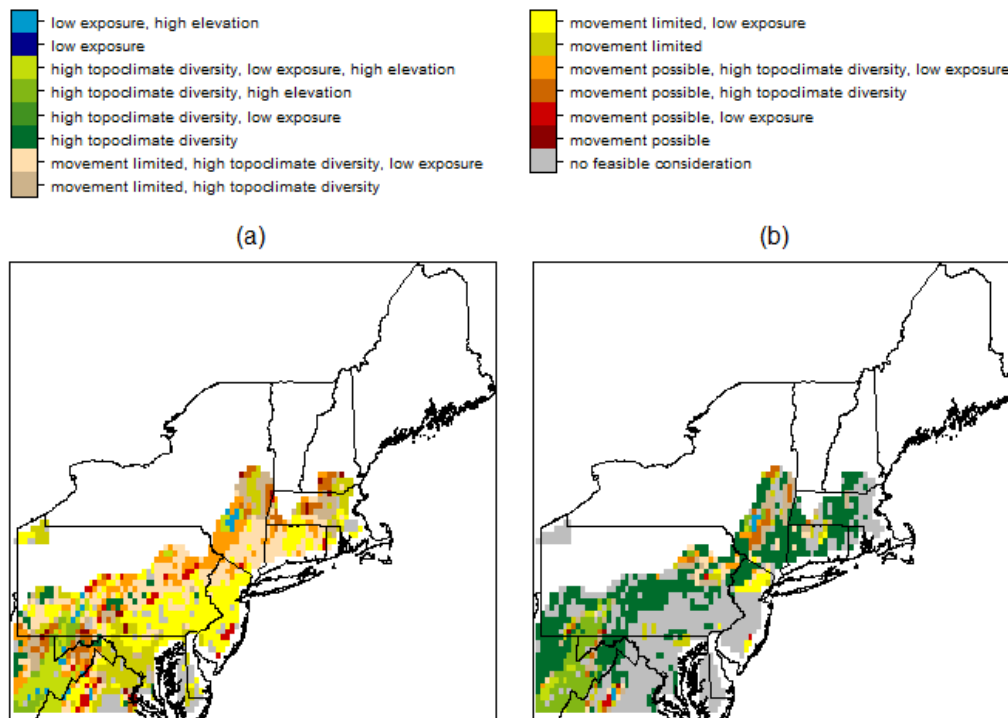 low exposure, high elevation
low exposure
high topoclimate diversity, low exposure, high elevation
high topoclimate diversity, high elevation
high topoclimate diversity, low exposure
high topoclimate diversity
movement limited, high topoclimate diversity, low exposure
movement limited, high topoclimate diversity
movement limited, low exposure
movement limited
movement possible, high topoclimate diversity, low exposure
movement possible, high topoclimate diversity
movement possible, low exposure
movement possible
no feasible consideration
(a)
(b)